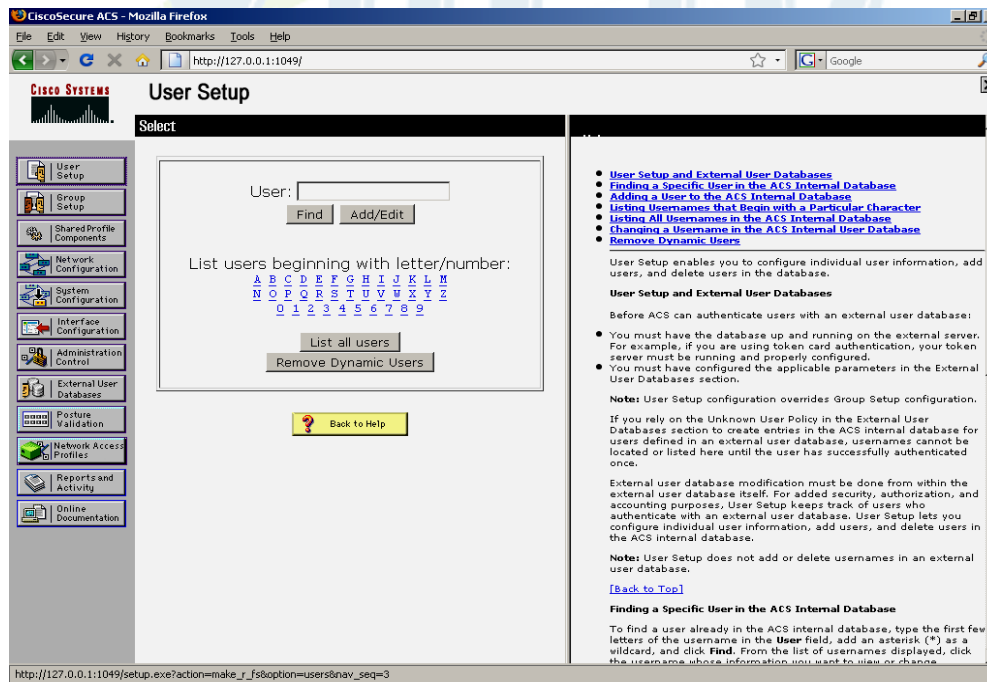 CiscoSecure ACS - Mozilla Firefox
File Edit View History Bookmarks Tools Help
http://127.0.0.1:1049/
G Google
CISCO SYSTEMS
User Setup
Select
User Setup
Group Setup
Shared Profile Components
Network Configuration
System Configuration
Interface Configuration
Administration Control
External User Databases
Posture Validation
Network Access Profiles
Reports and Activity
Online Documentation
User:
Find Add/Edit
List users beginning with letter/number:
A B C D E F G H I J K L M
N O P Q R S T U V W X Y Z
0 1 2 3 4 5 6 7 8 9
List all users
Remove Dynamic Users
? Back to Help
User Setup and External User Databases
Finding a Specific User in the ACS Internal Database
Adding a User to the ACS Internal Database
Listing Usernames that Begin with a Particular Character
Listing All Usernames in the ACS Internal Database
Changing a Username in the ACS Internal User Database
Remove Dynamic Users
User Setup enables you to configure individual user information, add
users, and delete users in the database.
User Setup and External User Databases
Before ACS can authenticate users with an external user database:
You must have the database up and running on the external server.
For example, if you are using token card authentication, your token
server must be running and properly configured.
You must have configured the applicable parameters in the External
User Databases section.
Note: User Setup configuration overrides Group Setup configuration.
If you rely on the Unknown User Policy in the External User
Databases section to create entries in the ACS internal database for
users defined in an external user database, usernames cannot be
located or listed here until the user has successfully authenticated
once.
External user database modification must be done from within the
external user database itself. For added security, authorization, and
accounting purposes, User Setup keeps track of users who
authenticate with an external user database. User Setup lets you
configure individual user information, add users, and delete users in
the ACS internal database.
Note: User Setup does not add or delete usernames in an external
user database.
[Back to Top]
Finding a Specific User in the ACS Internal Database
To find a user already in the ACS internal database, type the first few
letters of the username in the User field, add an asterisk (*) as a
wildcard, and click Find. From the list of usernames displayed, click
the username whose information you want to view or change.
http://127.0.0.1:1049/setup.exe?action=make_r_fs&option=users&nav_seq=3